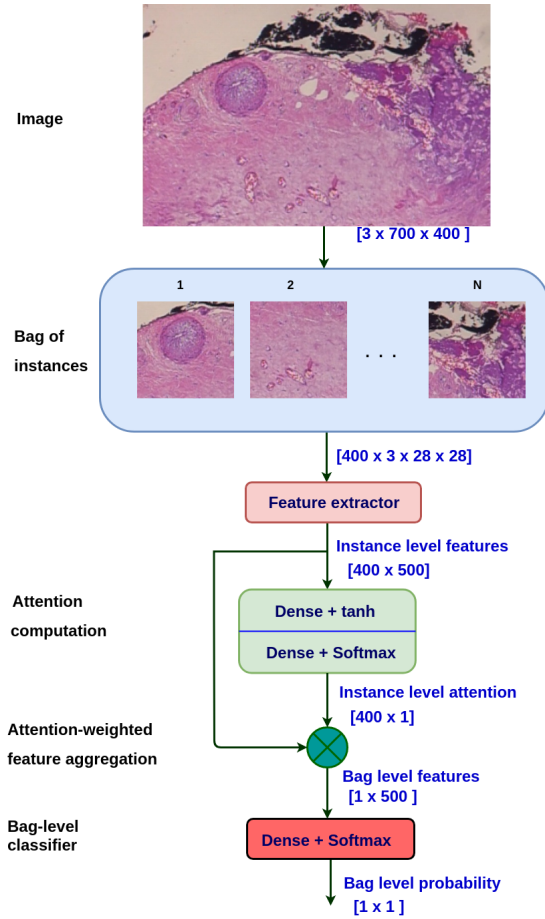 Image
[3 x 700 x 400 ]
1
2
N
Bag of
instances
. . .
[400 x 3 x 28 x 28]
Feature extractor
Instance level features
[400 x 500]
Attention
computation
Dense + tanh
Dense + Softmax
Instance level attention
[400 x 1]
Attention-weighted
feature aggregation
Bag level features
[1 x 500 ]
Bag-level
classifier
Dense + Softmax
Bag level probability
[1 x 1 ]